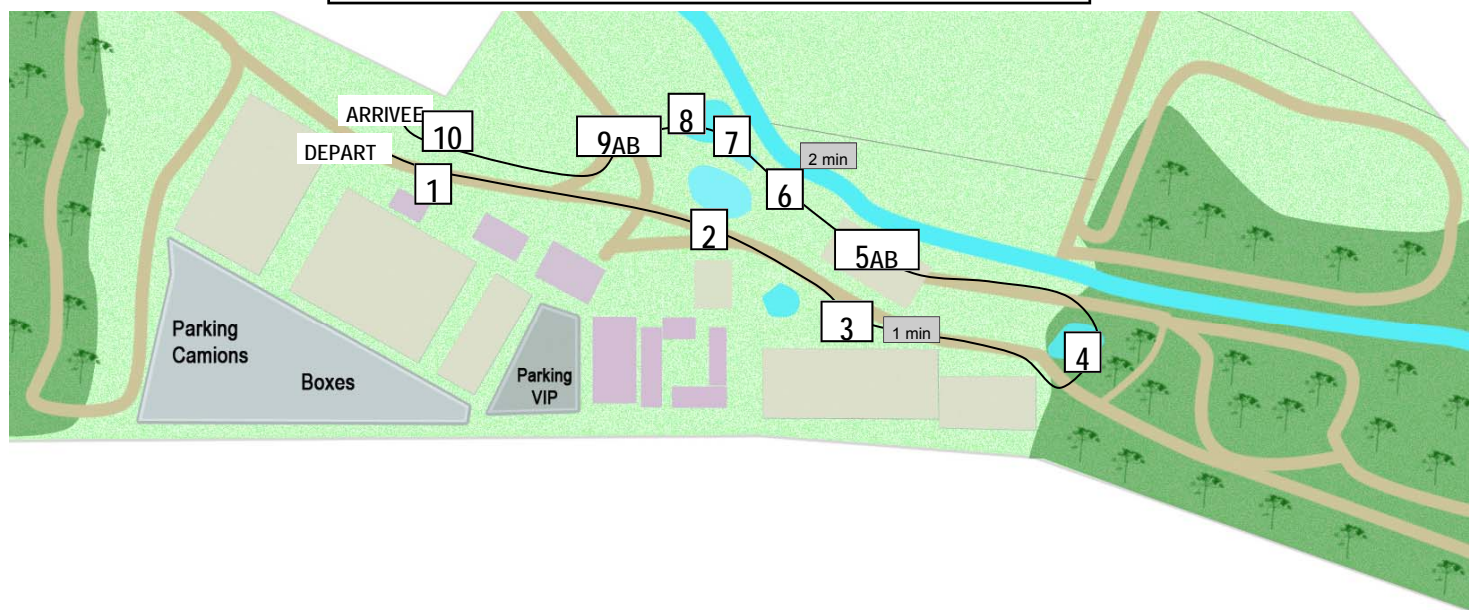 ARRIVEE
10
DEPART
1
9AB
8
7
2 min
6
2
5AB
3
1 min
4
Parking
Camions
Boxes
Parking
VIP